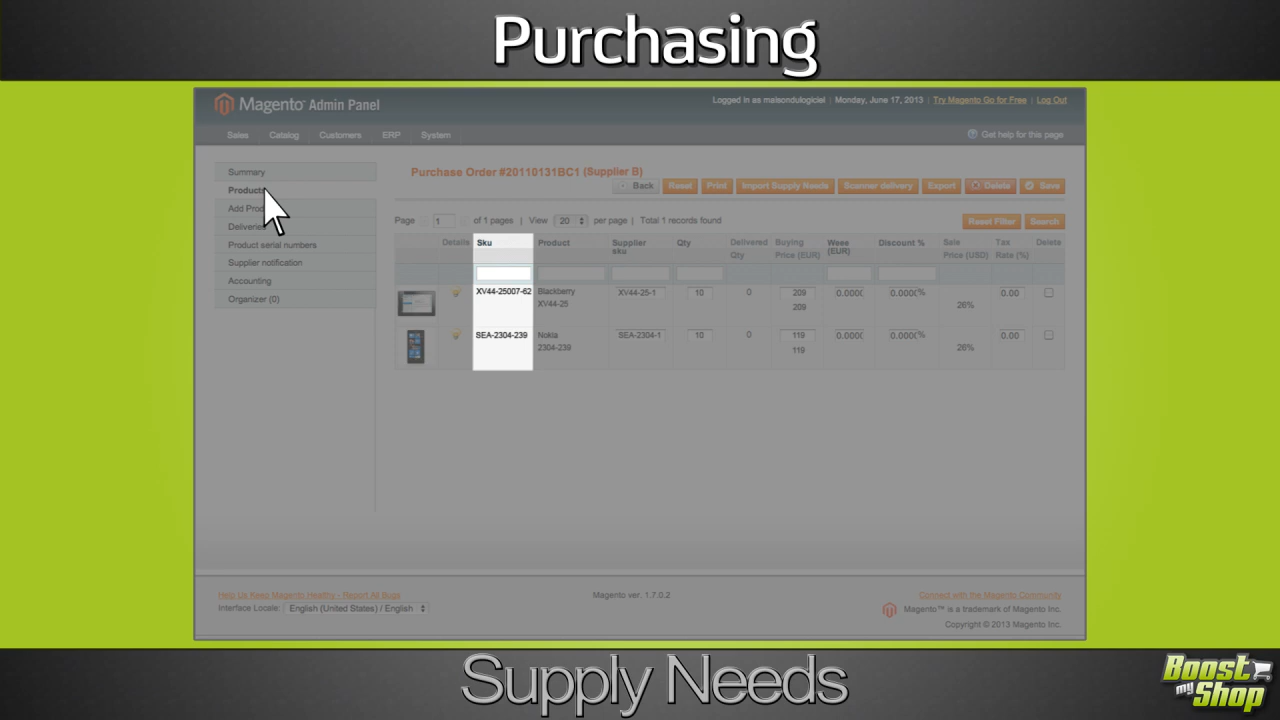 Purchasing
Magento Admin Panel
Logged in as maisondulogiciel | Monday, June 17, 2013 | Try Magento Go for Free | Log Out
Sales Catalog Customers ERP System
Get help for this page
Summary
Products
Add Prod
Deliveries
Product serial numbers
Supplier notification
Accounting
Organizer (0)
Purchase Order #20110131BC1 (Supplier B)
Back Reset Print Import Supply Needs Scanner delivery Export Delete Save
Page 1 of 1 pages | View 20 per page | Total 1 records found
Reset Filter Search
Details Sku Product Supplier sku Qty Delivered Qty Buying Price (EUR) Weee (EUR) Discount % Sale Price (USD) Tax Rate (%) Delete
XV44-25007-62 Blackberry XV44-25 XV44-25-1 10 0 209 209 0.000 0.000 % 26% 0.00
SEA-2304-239 Nokia 2304-239 SEA-2304-1 10 0 119 119 0.000 0.000 % 26% 0.00
Help Us Keep Magento Healthy - Report All Bugs
Interface Locale: English (United States) / English
Magento ver. 1.7.0.2
Connect with the Magento Community
Magento™ is a trademark of Magento Inc.
Copyright © 2013 Magento Inc.
Supply Needs
Boost
my
Shop